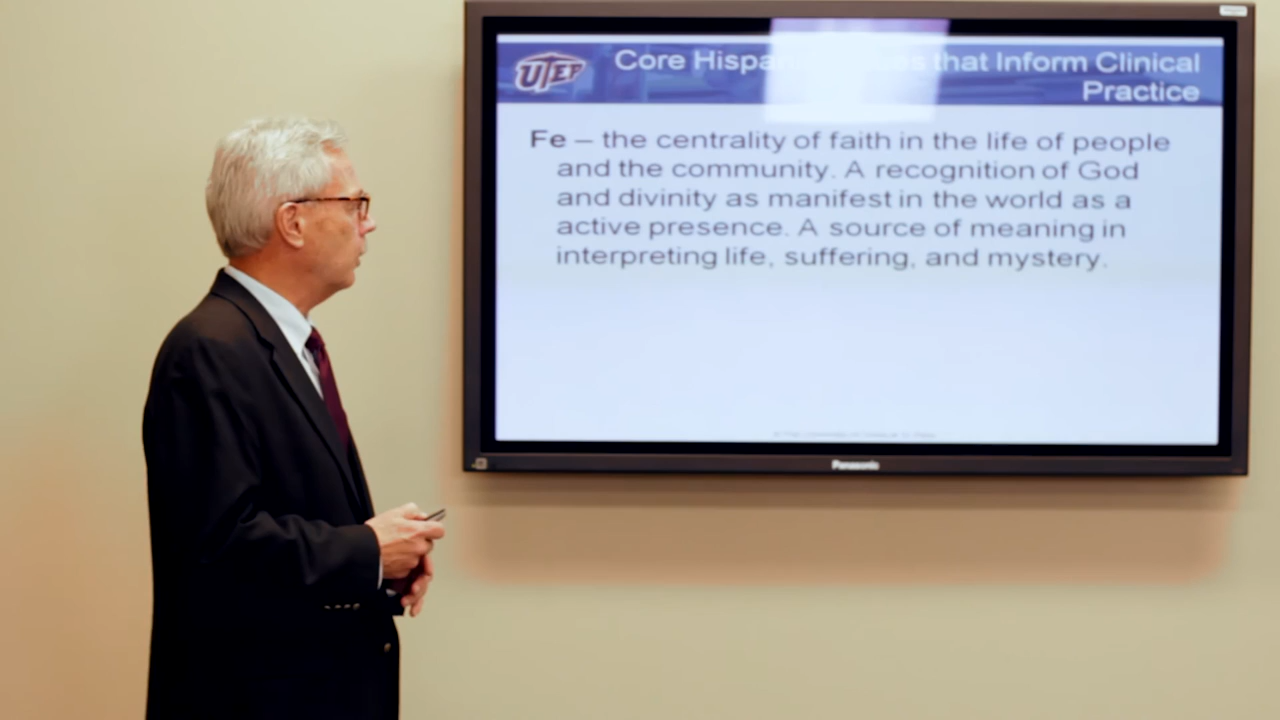 UTEP
Core Hispanic Values that Inform Clinical
Practice
Fe – the centrality of faith in the life of people
and the community. A recognition of God
and divinity as manifest in the world as a
active presence. A source of meaning in
interpreting life, suffering, and mystery.
Panasonic